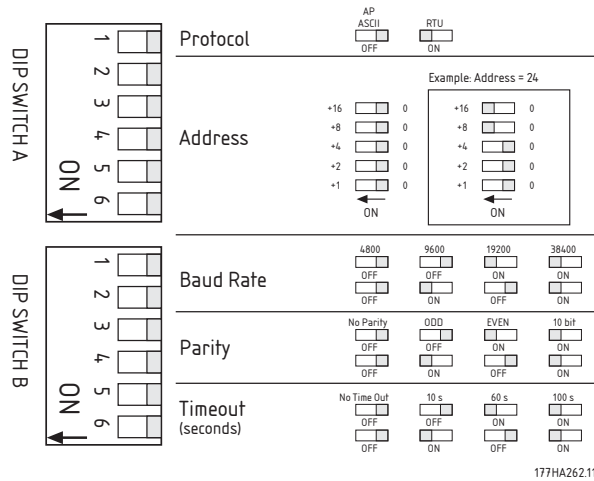 DIP SWITCH A
1
2
3
4
5
6
ON
Protocol
AP
ASCII
OFF
RTU
ON
Address
+16 0
+8 0
+4 0
+2 0
+1 0
ON
Example: Address = 24
+16 0
+8 0
+4 0
+2 0
+1 0
ON
DIP SWITCH B
1
2
3
4
5
6
ON
Baud Rate
4800 9600 19200 38400
OFF OFF ON ON
OFF ON OFF ON
Parity
No Parity ODD EVEN 10 bit
OFF OFF ON ON
OFF ON OFF ON
Timeout
(seconds)
No Time Out 10 s 60 s 100 s
OFF OFF ON ON
OFF ON OFF ON
177HA262.11